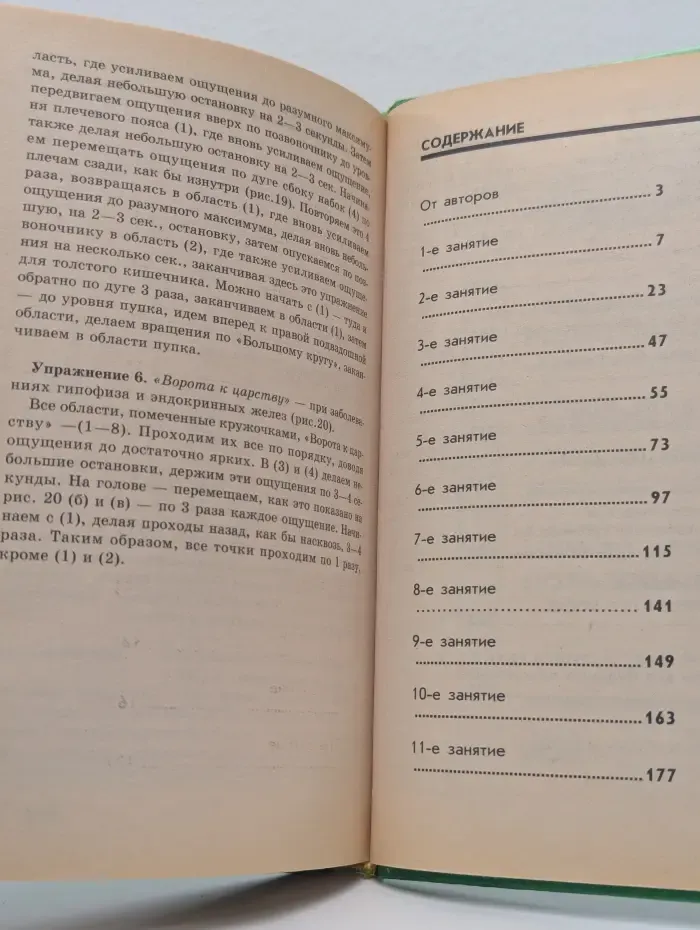 ласть, где усиливаем ощущения до разумного максиму-
ма, делая небольшую остановку на 2—3 секунды. Затем
передвигаем ощущения вверх по позвоночнику до уров-
ня плечевого пояса (1), где вновь усиливаем ощущение,
также делая небольшую остановку на 2—3 сек. Начина-
ем перемещать ощущения по дуге сбоку набок (4) по
плечам сзади, как бы изнутри (рис.19). Повторяем это 4
раза, возвращаясь в область (1), где вновь усиливаем
ощущения до разумного максимума, делая вновь неболь-
шую, на 2—3 сек., остановку, затем опускаемся по поз-
воночнику в область (2), где также усиливаем ощуще-
ния на несколько сек., заканчивая здесь это упражнение
для толстого кишечника. Можно начать с (1) — туда и
обратно по дуге 3 раза, заканчиваем в области (1), затем
— до уровня пупка, идем вперед к правой подвздошной
области, делаем вращения по «Большому кругу», закан-
чиваем в области пупка.
Упражнение 6. «Ворота к царству» — при заболева-
ниях гипофиза и эндокринных желез (рис.20).
Все области, помеченные кружочками, «Ворота к цар-
ству» —(1—8). Проходим их все по порядку, доводя
ощущения до достаточно ярких. В (3) и (4) делаем не-
большие остановки, держим эти ощущения по 3—4 се-
кунды. На голове — перемещаем, как это показано на
рис. 20 (б) и (в) — по 3 раза каждое ощущение. Начи-
наем с (1), делая проходы назад, как бы насквозь, 3—4
раза. Таким образом, все точки проходим по 1 разу,
кроме (1) и (2).
СОДЕРЖАНИЕ
От авторов ..... 3
1-е занятие ..... 7
2-е занятие ..... 23
3-е занятие ..... 47
4-е занятие ..... 55
5-е занятие ..... 73
6-е занятие ..... 97
7-е занятие ..... 115
8-е занятие ..... 141
9-е занятие ..... 149
10-е занятие ..... 163
11-е занятие ..... 177